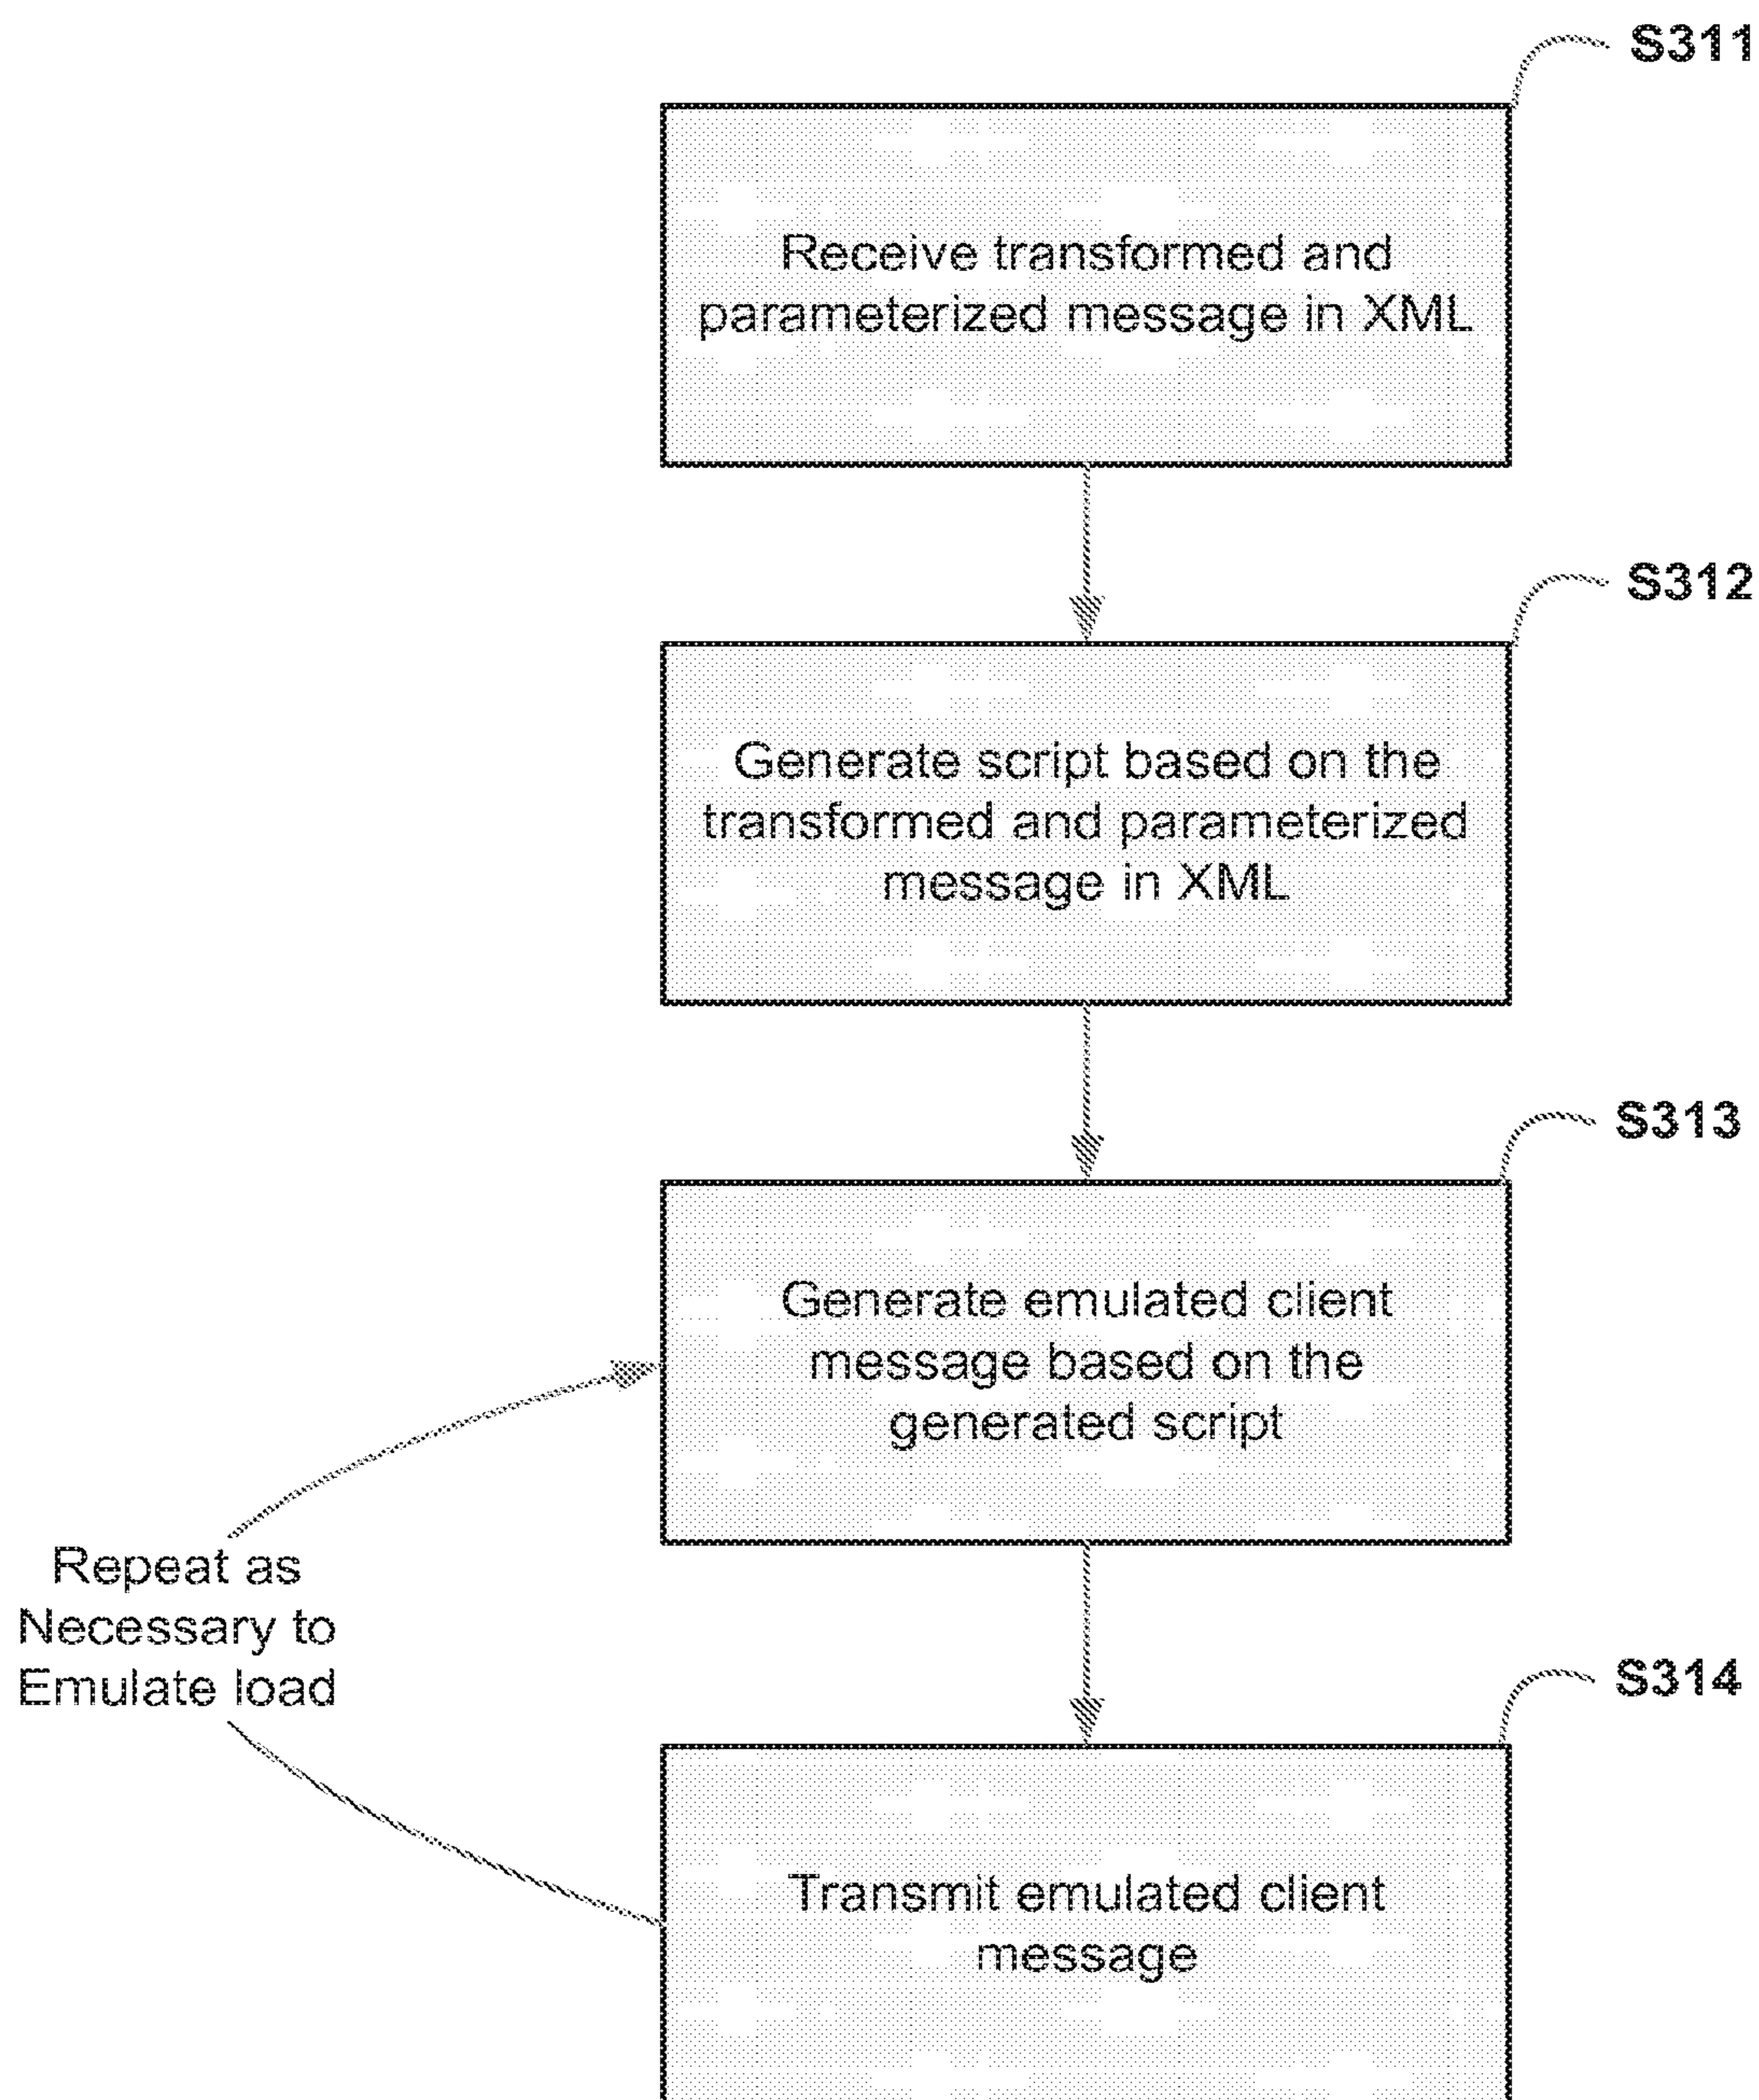 S311
Receive transformed and
parameterized message in XML
S312
Generate script based on the
transformed and parameterized
message in XML
S313
Generate emulated client
message based on the
generated script
Repeat as
Necessary to
Emulate load
S314
Transmit emulated client
message